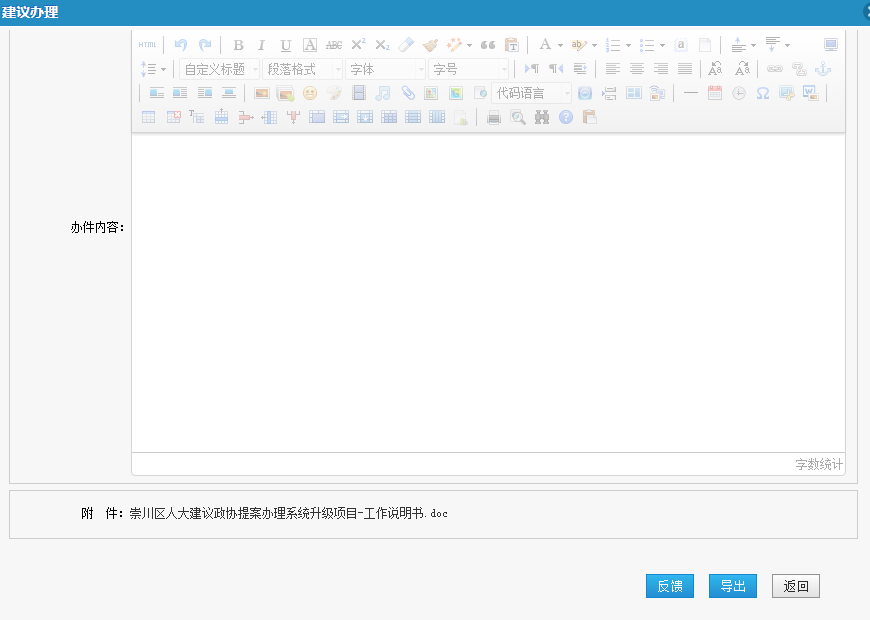 建议办理
HTML B I U A ABC X² X₂ A ab a
自定义标题 段落格式 字体 字号
代码语言
办件内容：
字数统计
附 件：崇川区人大建议政协提案办理系统升级项目-工作说明书.doc
反馈 导出 返回